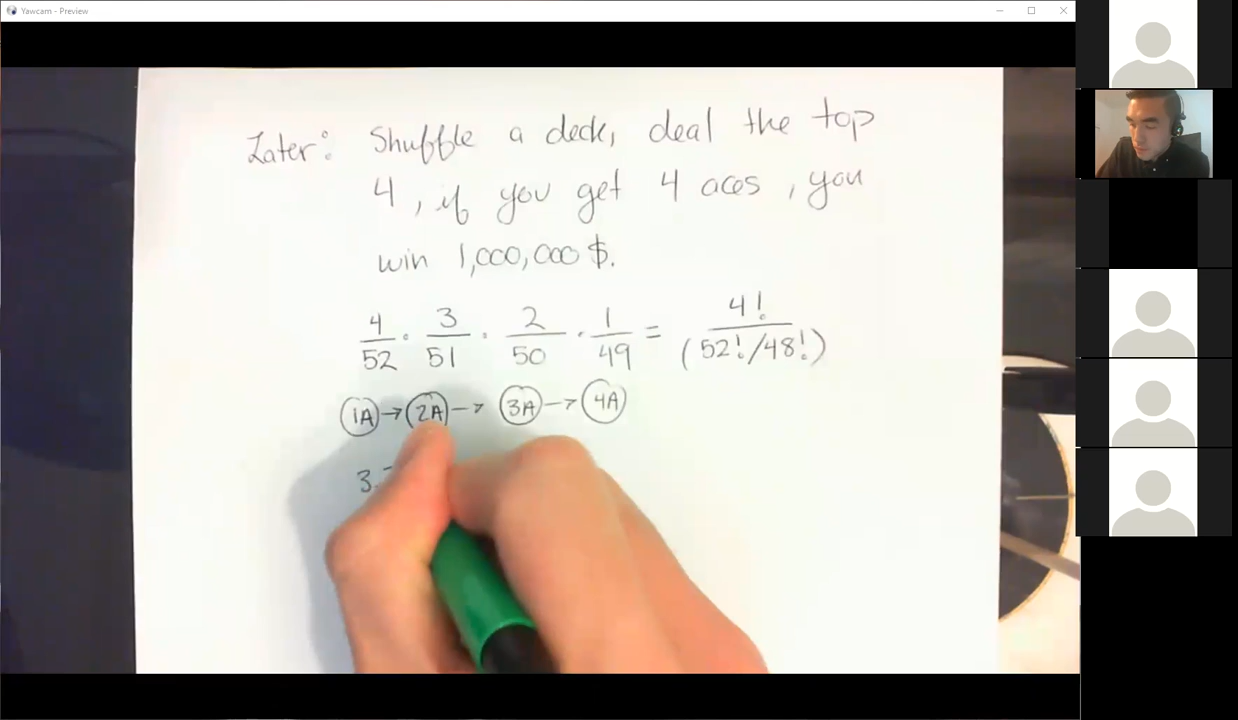 Yawcam - Preview
Later: Shuffle a deck, deal the top
4, if you get 4 aces, you
win 1,000,000 $.
4/52 · 3/51 · 2/50 · 1/49 = 4!/(52!/48!)
1A → 2A → 3A → 4A
3.